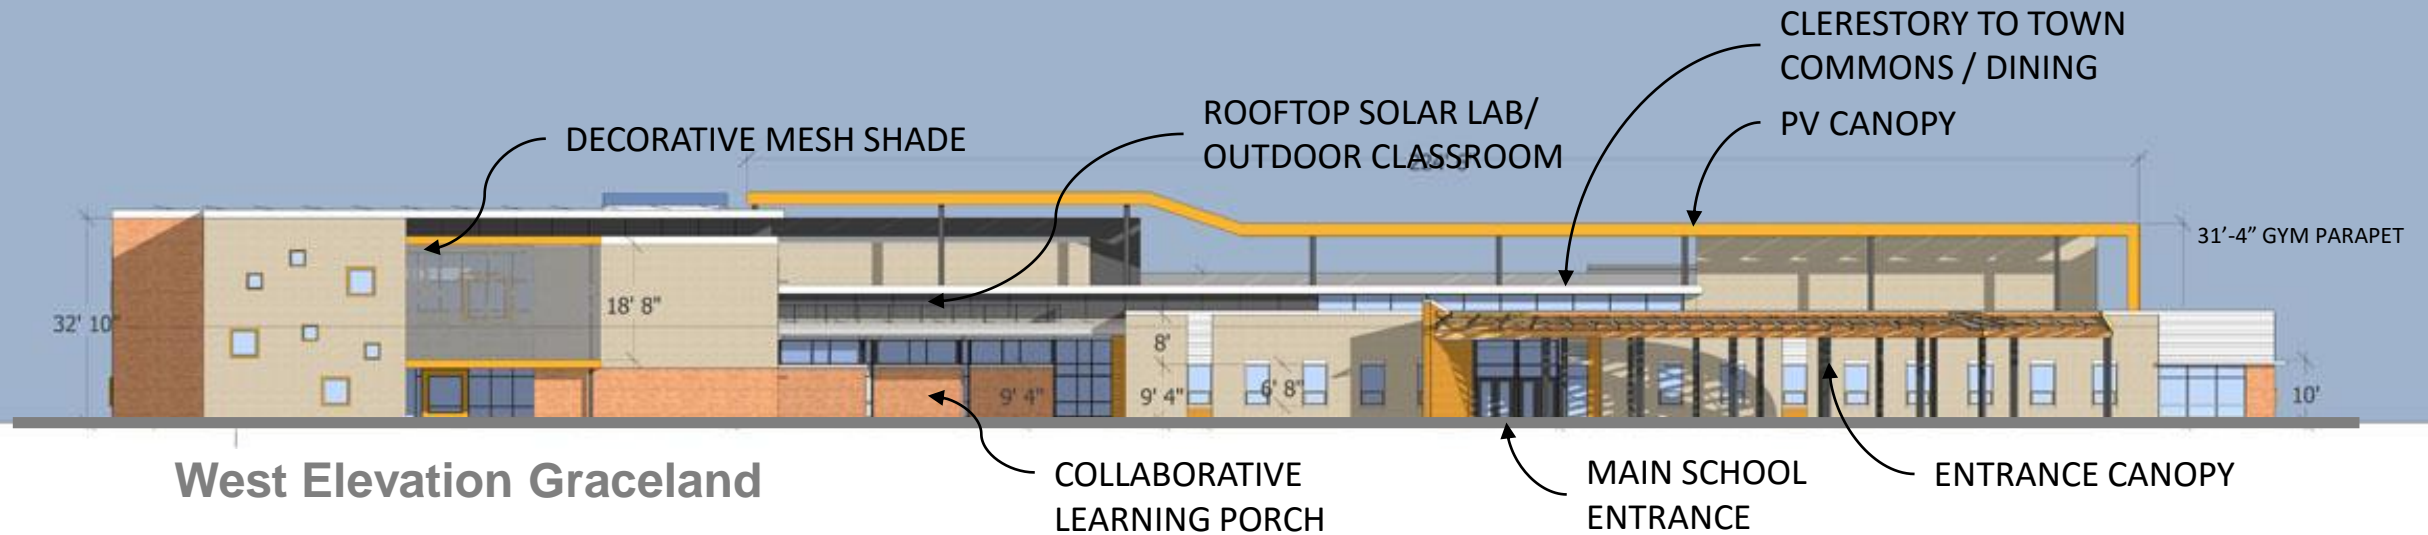 CLERESTORY TO TOWN
COMMONS / DINING
PV CANOPY
ROOFTOP SOLAR LAB/
OUTDOOR CLASSROOM
DECORATIVE MESH SHADE
31’-4” GYM PARAPET
32' 10"
18' 8"
8'
9' 4"
9' 4"
6' 8"
10'
West Elevation Graceland
COLLABORATIVE
LEARNING PORCH
MAIN SCHOOL
ENTRANCE
ENTRANCE CANOPY